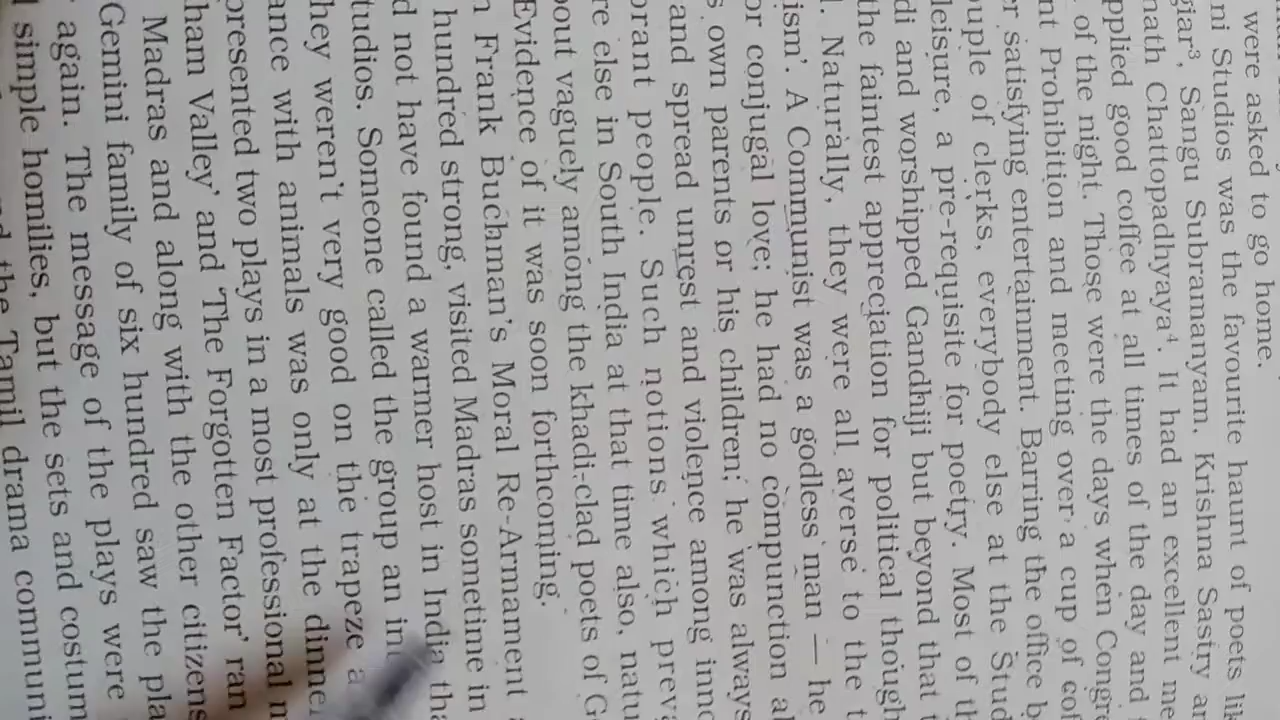 were asked to go home.
ni Studios was the favourite haunt of poets lik
giar³, Sangu Subramanyam, Krishna Sastry an
nath Chattopadhyaya⁴. It had an excellent me
pplied good coffee at all times of the day and
of the night. Those were the days when Congr
nt Prohibition and meeting over a cup of cof
er satisfying entertainment. Barring the office b
ouple of clerks, everybody else at the Stud
leisure, a pre-requisite for poetry. Most of th
di and worshipped Gandhiji but beyond that t
the faintest appreciation for political though
. Naturally, they were all averse to the t
ism'. A Communist was a godless man — he
or conjugal love; he had no compunction al
s own parents or his children; he was always
and spread unrest and violence among inno
orant people. Such notions which preva
re else in South India at that time also, natu
out vaguely among the khadi-clad poets of G
Evidence of it was soon forthcoming.
n Frank Buchman's Moral Re-Armament
hundred strong, visited Madras sometime in
d not have found a warmer host in India tha
tudios. Someone called the group an in
hey weren't very good on the trapeze a
ance with animals was only at the dinner
presented two plays in a most professional m
ham Valley' and 'The Forgotten Factor' ran
Madras and along with the other citizens
Gemini family of six hundred saw the pla
again. The message of the plays were
simple homilies, but the sets and costum
the Tamil drama communi